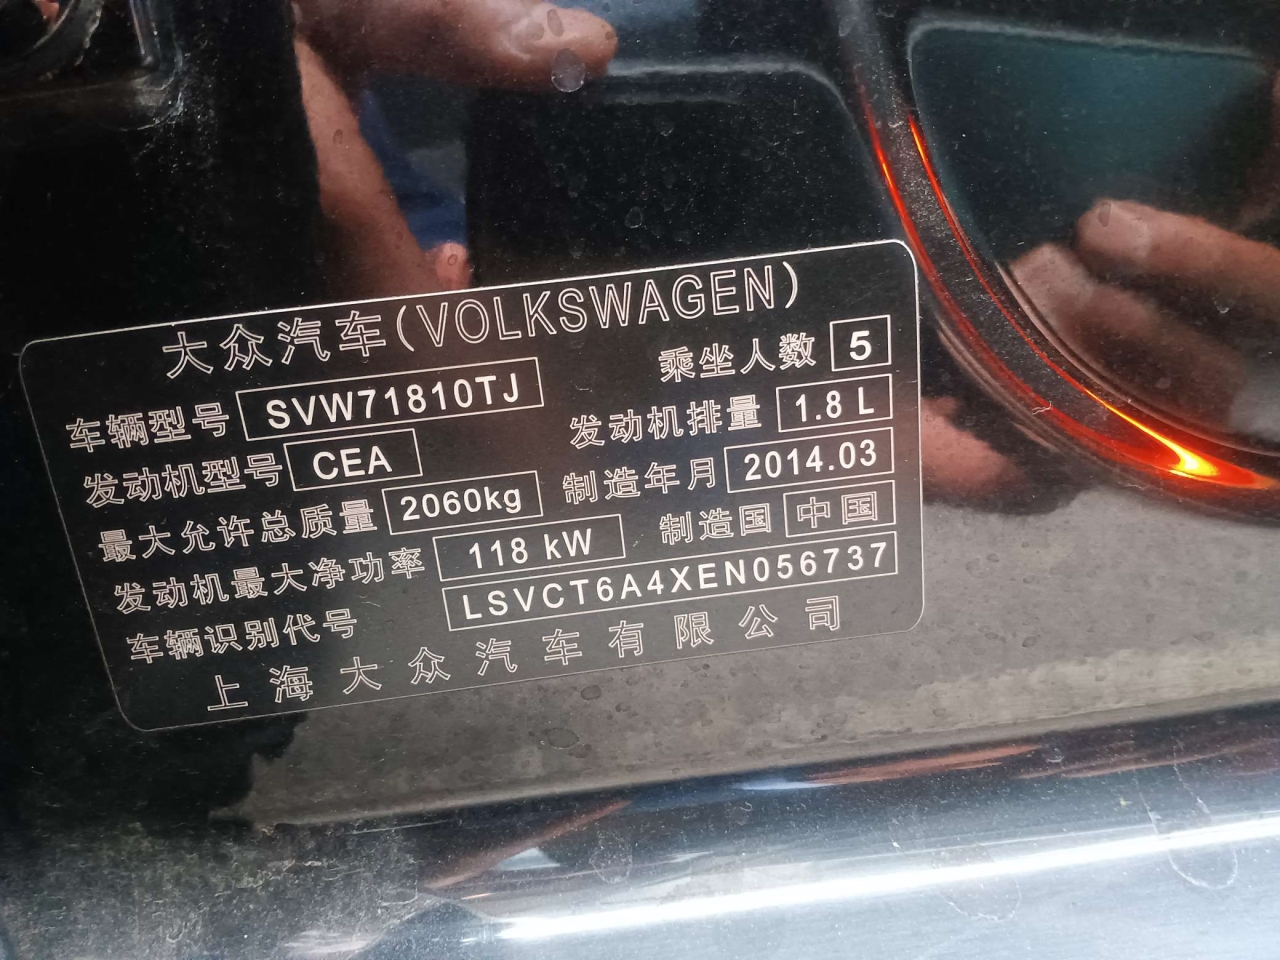 大众汽车(VOLKSWAGEN)
车辆型号 SVW71810TJ 乘坐人数 5
发动机型号 CEA 发动机排量 1.8 L
最大允许总质量 2060kg 制造年月 2014.03
发动机最大净功率 118 kW 制造国 中国
车辆识别代号 LSVCT6A4XEN056737
上海大众汽车有限公司